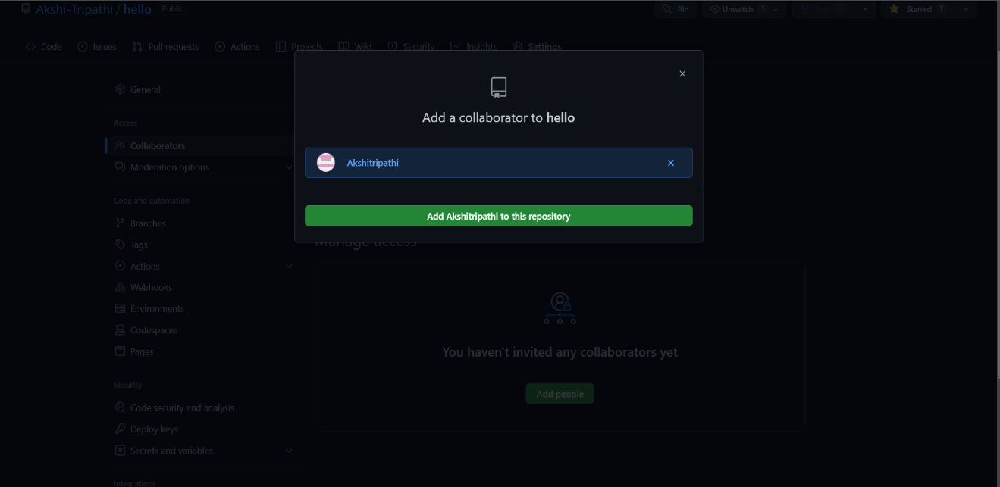 Akshi-Tripathi / hello Public
Pin Unwatch 1 Starred 1
Code Issues Pull requests Actions Projects Wiki Security Insights Settings
General
Access
Collaborators
Moderation options
Code and automation
Branches
Tags
Actions
Webhooks
Environments
Codespaces
Pages
Security
Code security and analysis
Deploy keys
Secrets and variables
Integrations
Add a collaborator to hello
Akshitripathi
Add Akshitripathi to this repository
Manage access
You haven't invited any collaborators yet
Add people